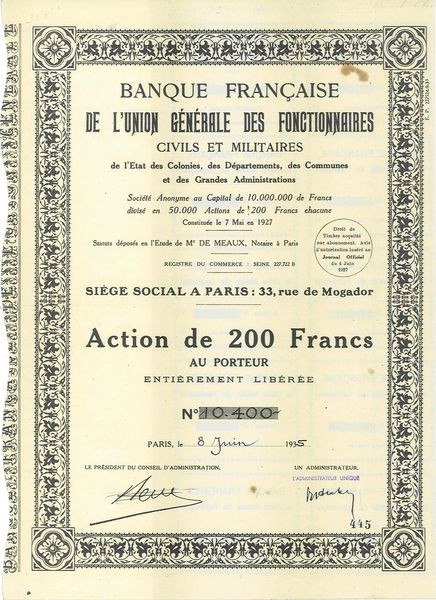 BANQUE FRANÇAISE
DE L'UNION GÉNÉRALE DES FONCTIONNAIRES
CIVILS ET MILITAIRES
de l'Etat des Colonies, des Départements, des Communes
et des Grandes Administrations
Société Anonyme au Capital de 10.000.000 de Francs
divisé en 50.000 Actions de 200 Francs chacune
Constituée le 7 Mai en 1927
Statuts déposés en l'Etude de Me DE MEAUX, Notaire à Paris
REGISTRE DU COMMERCE : SEINE 227,722 B
Droit de
Timbre acquitté
par abonnement. Avis
d'autorisation inséré au
Journal Officiel
du 4 Juin
1927
SIÈGE SOCIAL A PARIS : 33, rue de Mogador
Action de 200 Francs
AU PORTEUR
ENTIÈREMENT LIBÉRÉE
No 10.400
PARIS, le 8 Juin 1935
LE PRÉSIDENT DU CONSEIL D'ADMINISTRATION.
UN ADMINISTRATEUR.
L'ADMINISTRATEUR UNIQUE
445